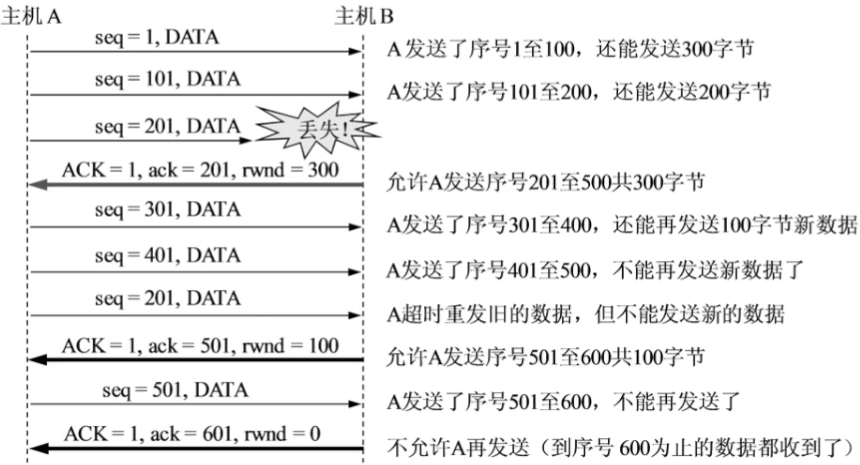 主机A 主机B
seq = 1, DATA A发送了序号1至100，还能发送300字节
seq = 101, DATA A发送了序号101至200，还能发送200字节
seq = 201, DATA 丢失!
ACK = 1, ack = 201, rwnd = 300 允许A发送序号201至500共300字节
seq = 301, DATA A发送了序号301至400，还能再发送100字节新数据
seq = 401, DATA A发送了序号401至500，不能再发送新数据了
seq = 201, DATA A超时重发旧的数据，但不能发送新的数据
ACK = 1, ack = 501, rwnd = 100 允许A发送序号501至600共100字节
seq = 501, DATA A发送了序号501至600，不能再发送了
ACK = 1, ack = 601, rwnd = 0 不允许A再发送（到序号600为止的数据都收到了）